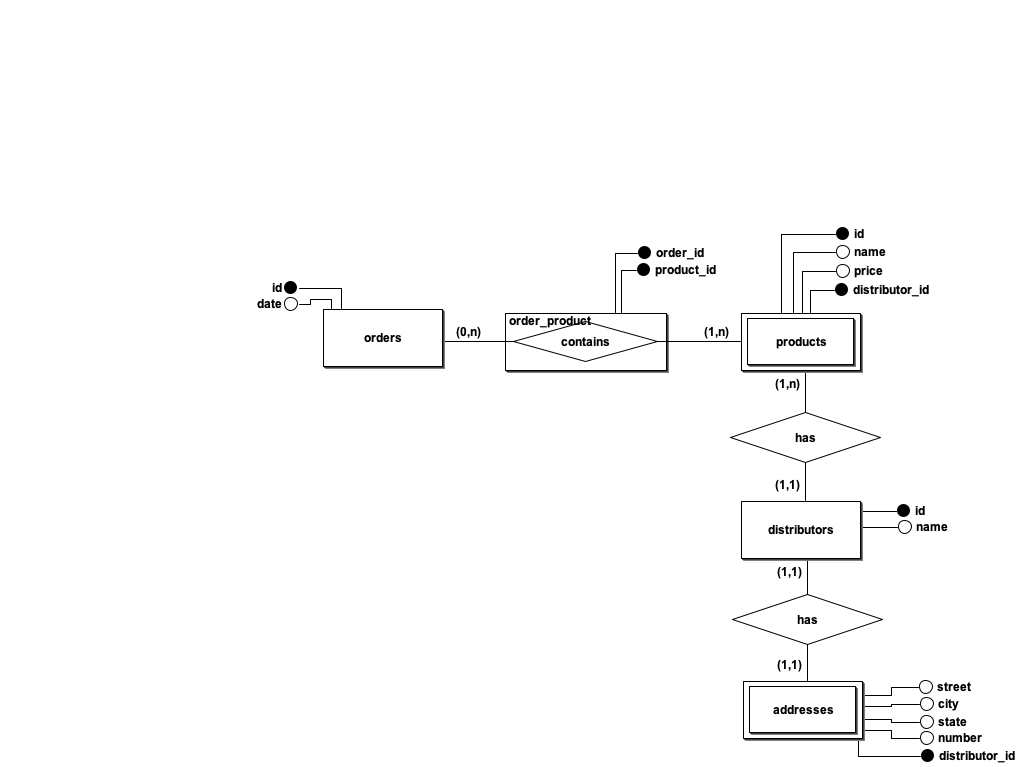 id
name
price
distributor_id
order_id
product_id
id
date
orders
(0,n)
order_product
contains
(1,n)
products
(1,n)
has
(1,1)
distributors
id
name
(1,1)
has
(1,1)
addresses
street
city
state
number
distributor_id